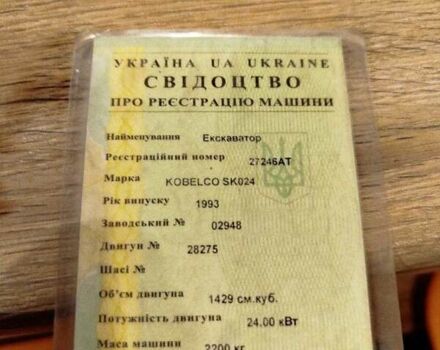 УКРАЇНА UA UKRAINE
СВІДОЦТВО
ПРО РЕЄСТРАЦІЮ МАШИНИ
Найменування Екскаватор
Реєстраційний номер 27246АТ
Марка KOBELCO SK024
Рік випуску 1993
Заводський № 02948
Двигун № 28275
Шасі №
Об'єм двигуна 1429 см.куб.
Потужність двигуна 24.00 кВт
Маса машини 2200 кг